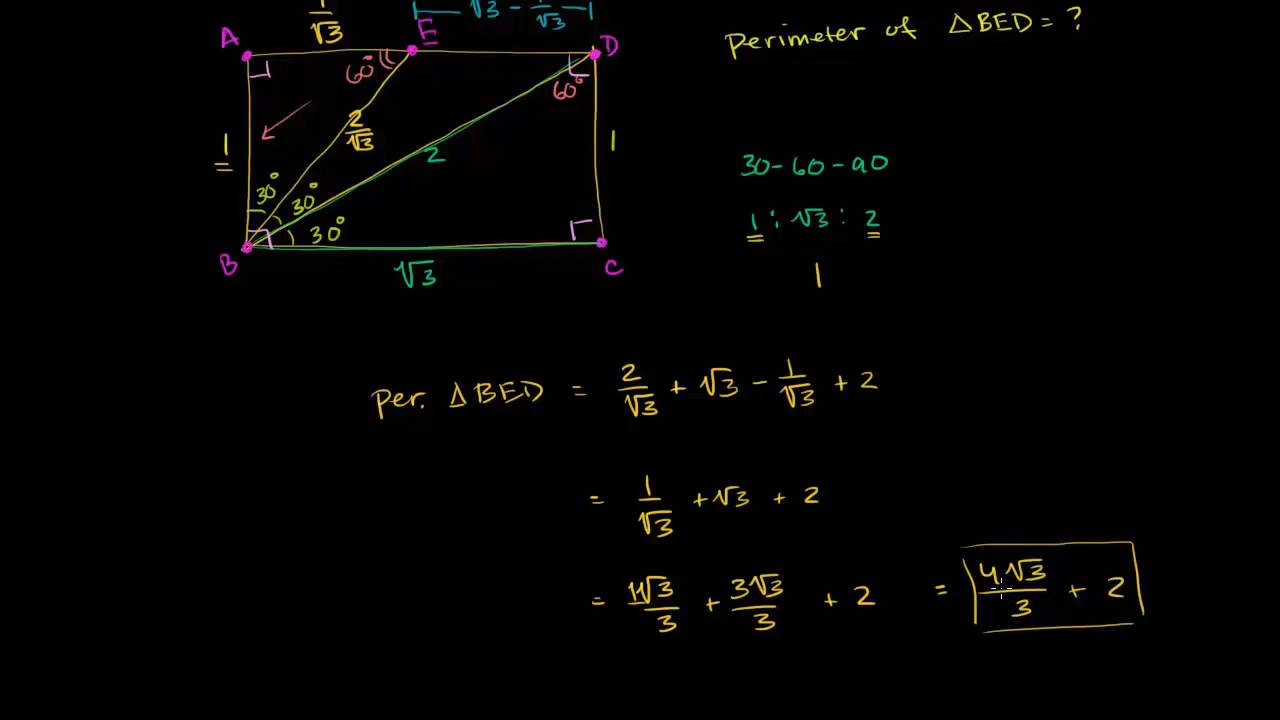 1/√3
√3 - 1/√3
Perimeter of △BED = ?
A
E
D
60°
60°
2/√3
1
2
1
30 - 60 - 90
1 : √3 : 2
1
30°
30°
30°
B
√3
C
Per. △BED = 2/√3 + √3 - 1/√3 + 2
= 1/√3 + √3 + 2
= 1√3/3 + 3√3/3 + 2 = 4√3/3 + 2